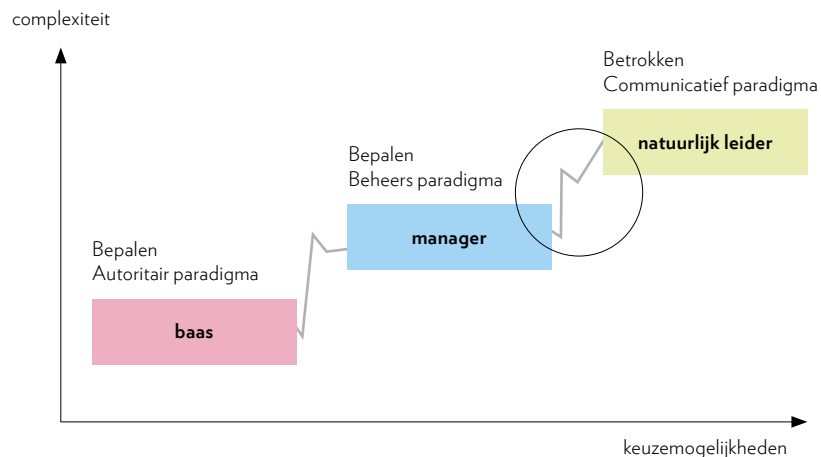 complexiteit
Betrokken
Communicatief paradigma
natuurlijk leider
Bepalen
Beheers paradigma
manager
Bepalen
Autoritair paradigma
baas
keuzemogelijkheden